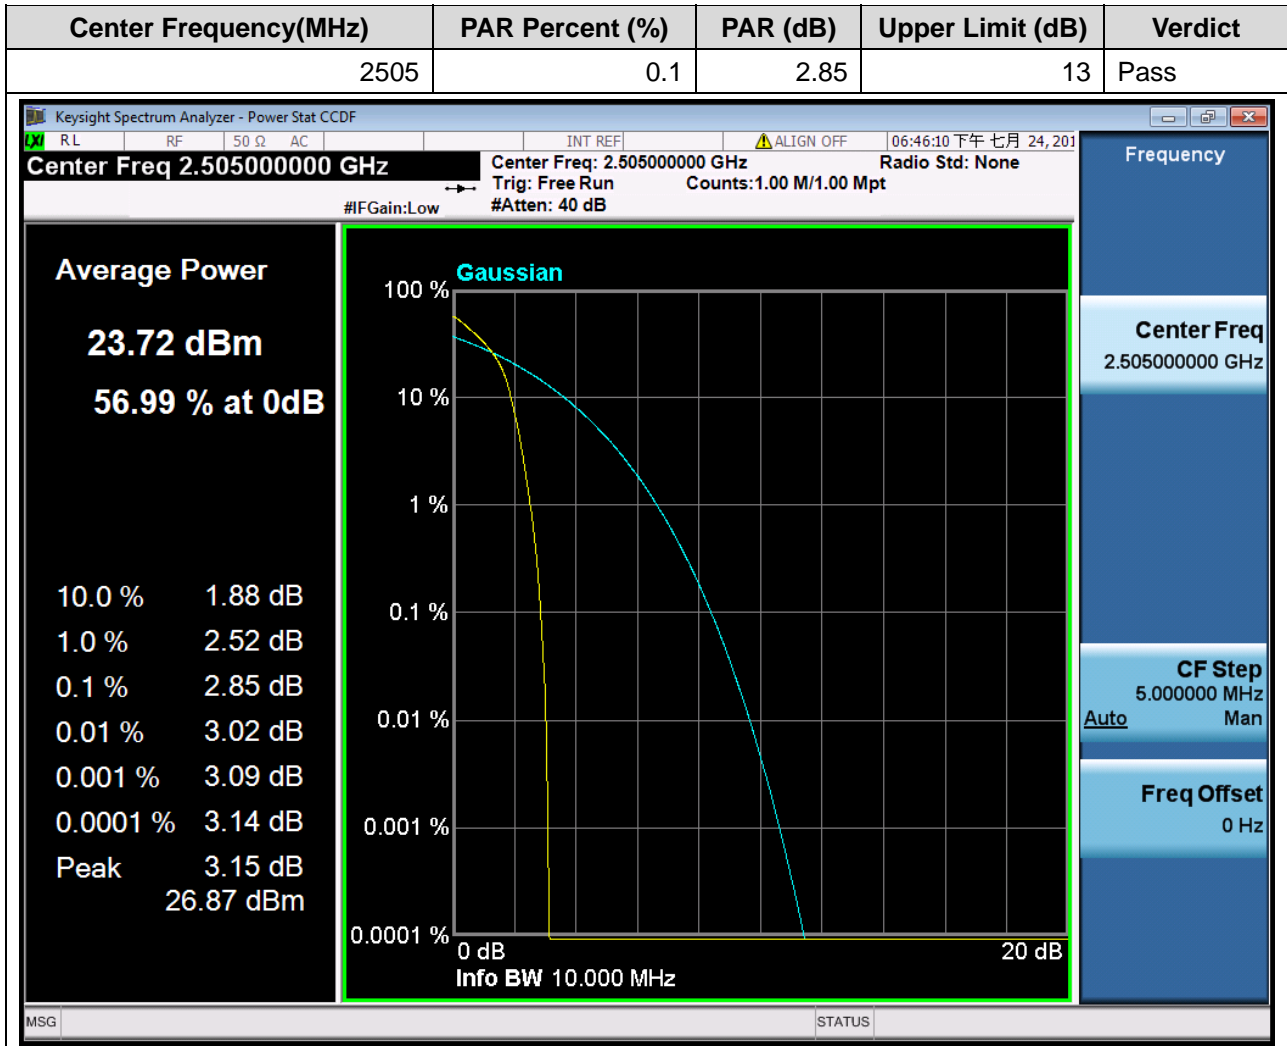 Center Frequency(MHz) PAR Percent (%) PAR (dB) Upper Limit (dB) Verdict
2505 0.1 2.85 13 Pass
Keysight Spectrum Analyzer - Power Stat CCDF
LXI RL RF 50 Ω AC INT REF ALIGN OFF 06:46:10 下午 七月 24, 201
Center Freq 2.505000000 GHz
Center Freq: 2.505000000 GHz Radio Std: None
Trig: Free Run Counts:1.00 M/1.00 Mpt
#IFGain:Low #Atten: 40 dB
Frequency
Average Power
23.72 dBm
56.99 % at 0dB
10.0 % 1.88 dB
1.0 % 2.52 dB
0.1 % 2.85 dB
0.01 % 3.02 dB
0.001 % 3.09 dB
0.0001 % 3.14 dB
Peak 3.15 dB
26.87 dBm
Gaussian
100 %
10 %
1 %
0.1 %
0.01 %
0.001 %
0.0001 %
0 dB 20 dB
Info BW 10.000 MHz
Center Freq
2.505000000 GHz
CF Step
5.000000 MHz
Auto Man
Freq Offset
0 Hz
MSG STATUS